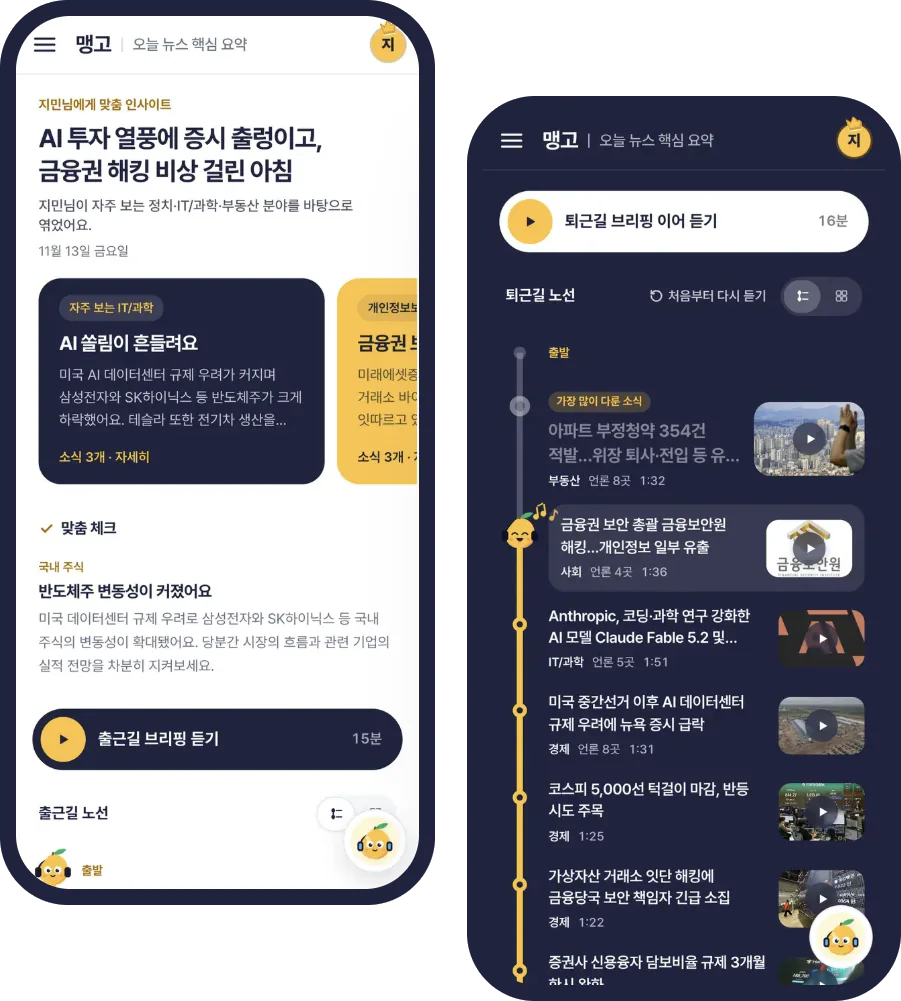 맹고 | 오늘 뉴스 핵심 요약
지
지민님에게 맞춤 인사이트
AI 투자 열풍에 증시 출렁이고,
금융권 해킹 비상 걸린 아침
지민님이 자주 보는 정치·IT/과학·부동산 분야를 바탕으로
엮었어요.
11월 13일 금요일
자주 보는 IT/과학
AI 쏠림이 흔들려요
미국 AI 데이터센터 규제 우려가 커지며
삼성전자와 SK하이닉스 등 반도체주가 크게
하락했어요. 테슬라 또한 전기차 생산을...
소식 3개 · 자세히
개인정보
금융권
미래에셋증
거래소 바이
잇따르고 있
소식 3개 ·
맞춤 체크
국내 주식
반도체주 변동성이 커졌어요
미국 데이터센터 규제 우려로 삼성전자와 SK하이닉스 등 국내
주식의 변동성이 확대됐어요. 당분간 시장의 흐름과 관련 기업의
실적 전망을 차분히 지켜보세요.
출근길 브리핑 듣기
15분
출근길 노선
출발
맹고 | 오늘 뉴스 핵심 요약
지
퇴근길 브리핑 이어 듣기
16분
퇴근길 노선
처음부터 다시 듣기
출발
가장 많이 다룬 소식
아파트 부정청약 354건
적발...위장 퇴사·전입 등 유...
부동산 언론 8곳 1:32
금융권 보안 총괄 금융보안원
해킹...개인정보 일부 유출
사회 언론 4곳 1:36
금융보안원
Anthropic, 코딩·과학 연구 강화한
AI 모델 Claude Fable 5.2 및...
IT/과학 언론 5곳 1:51
미국 중간선거 이후 AI 데이터센터
규제 우려에 뉴욕 증시 급락
경제 언론 8곳 1:31
코스피 5,000선 턱걸이 마감, 반등
시도 주목
경제 1:25
가상자산 거래소 잇단 해킹에
금융당국 보안 책임자 긴급 소집
경제 1:22
증권사 신용융자 담보비율 규제 3개월
한시 완화